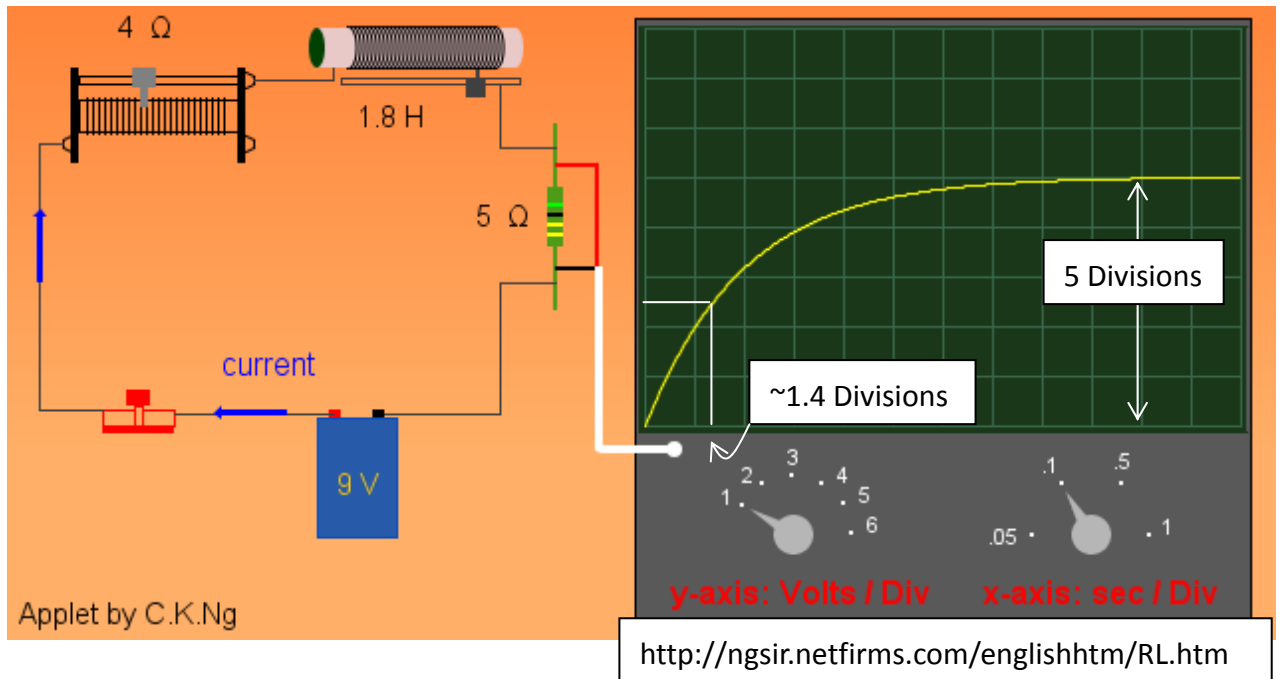 4 Ω
1.8 H
5 Ω
current
9 V
Applet by C.K.Ng
5 Divisions
~1.4 Divisions
1
2
3
4
5
6
.05
.1
.5
1
y-axis: Volts / Div
x-axis: sec / Div
http://ngsir.netfirms.com/englishhtm/RL.htm